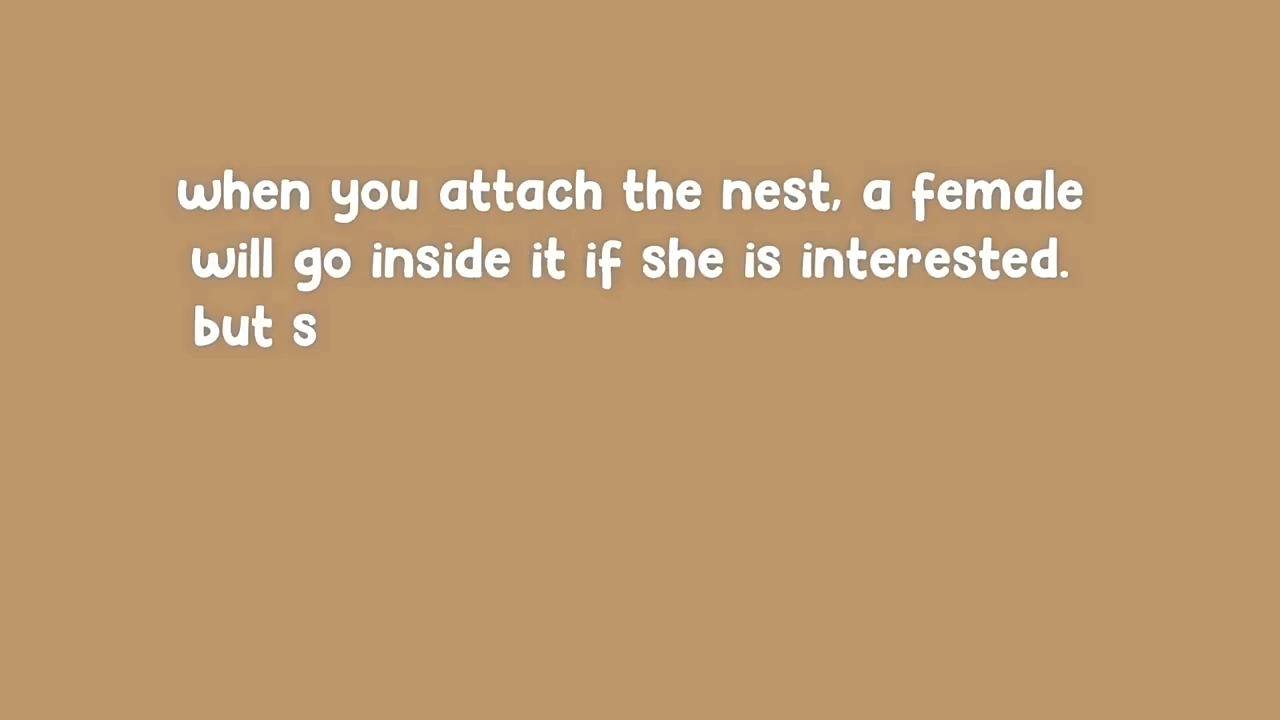 when you attach the nest, a female
will go inside it if she is interested.
but s